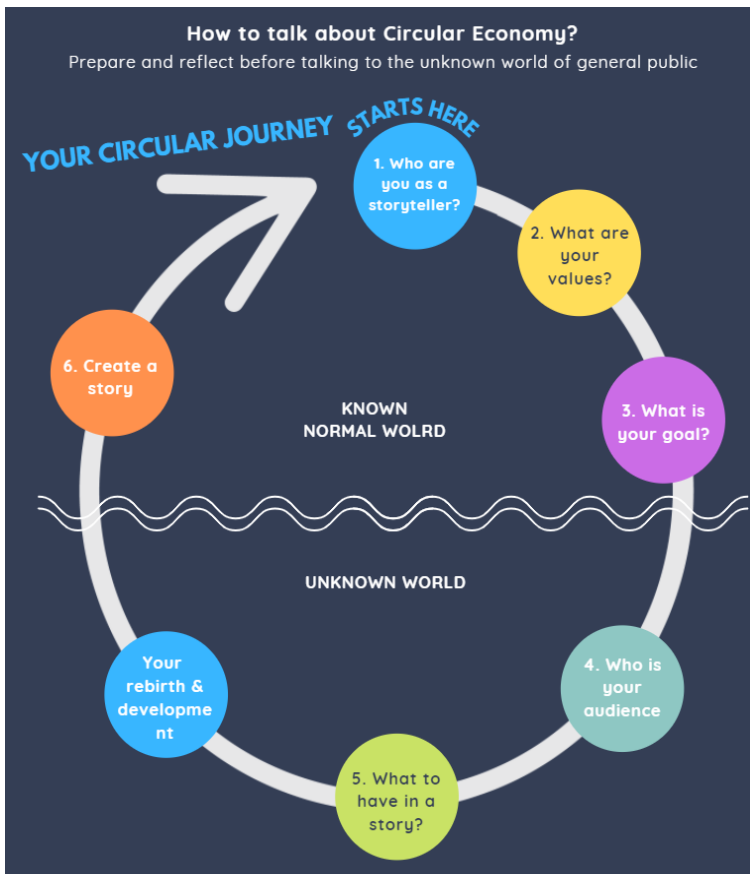 How to talk about Circular Economy?
Prepare and reflect before talking to the unknown world of general public
YOUR CIRCULAR JOURNEY
STARTS HERE
1. Who are
you as a
storyteller?
2. What are
your
values?
3. What is
your goal?
KNOWN
NORMAL WOLRD
UNKNOWN WORLD
4. Who is
your
audience
5. What to
have in a
story?
Your
rebirth &
developme
nt
6. Create a
story